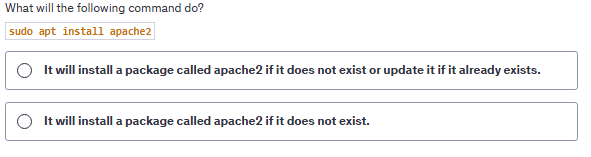 What will the following command do?
sudo apt install apache2
It will install a package called apache2 if it does not exist or update it if it already exists.
It will install a package called apache2 if it does not exist.